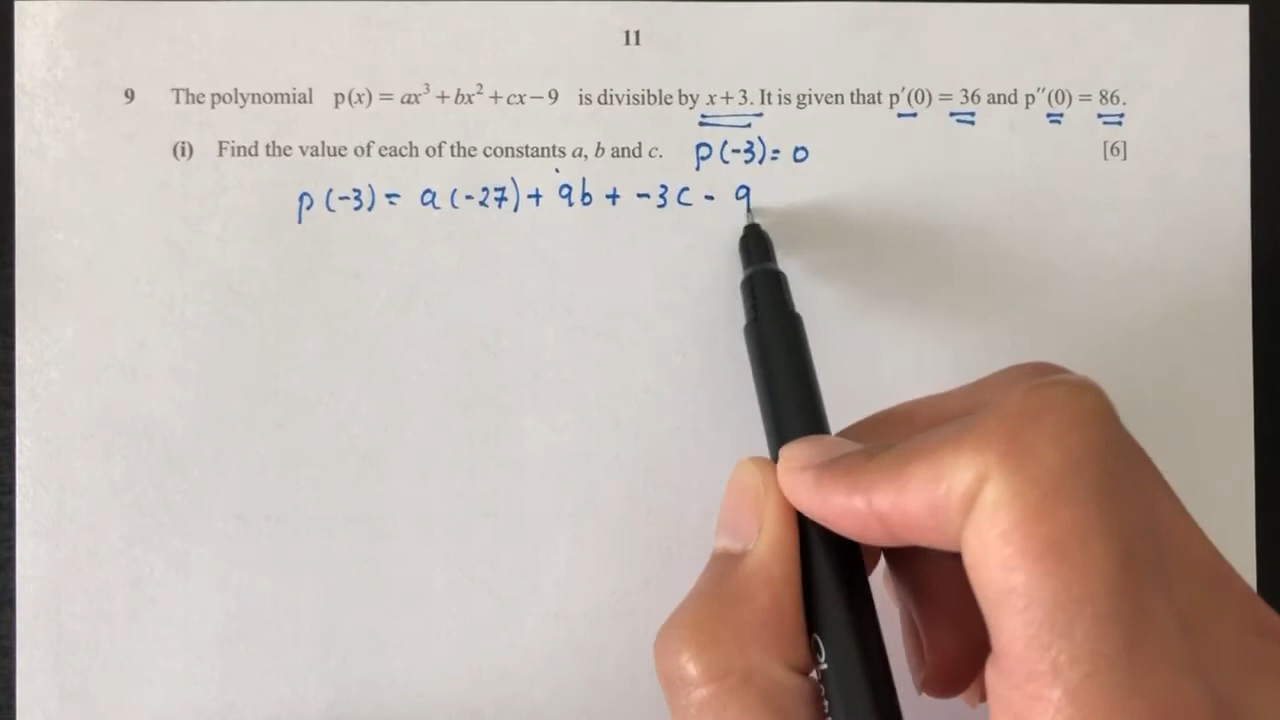 11
9 The polynomial p(x) = ax³ + bx² + cx − 9 is divisible by x + 3. It is given that p′(0) = 36 and p″(0) = 86.
(i) Find the value of each of the constants a, b and c. p(-3) = 0 [6]
p(-3) = a(-27) + 9b + -3c - 9